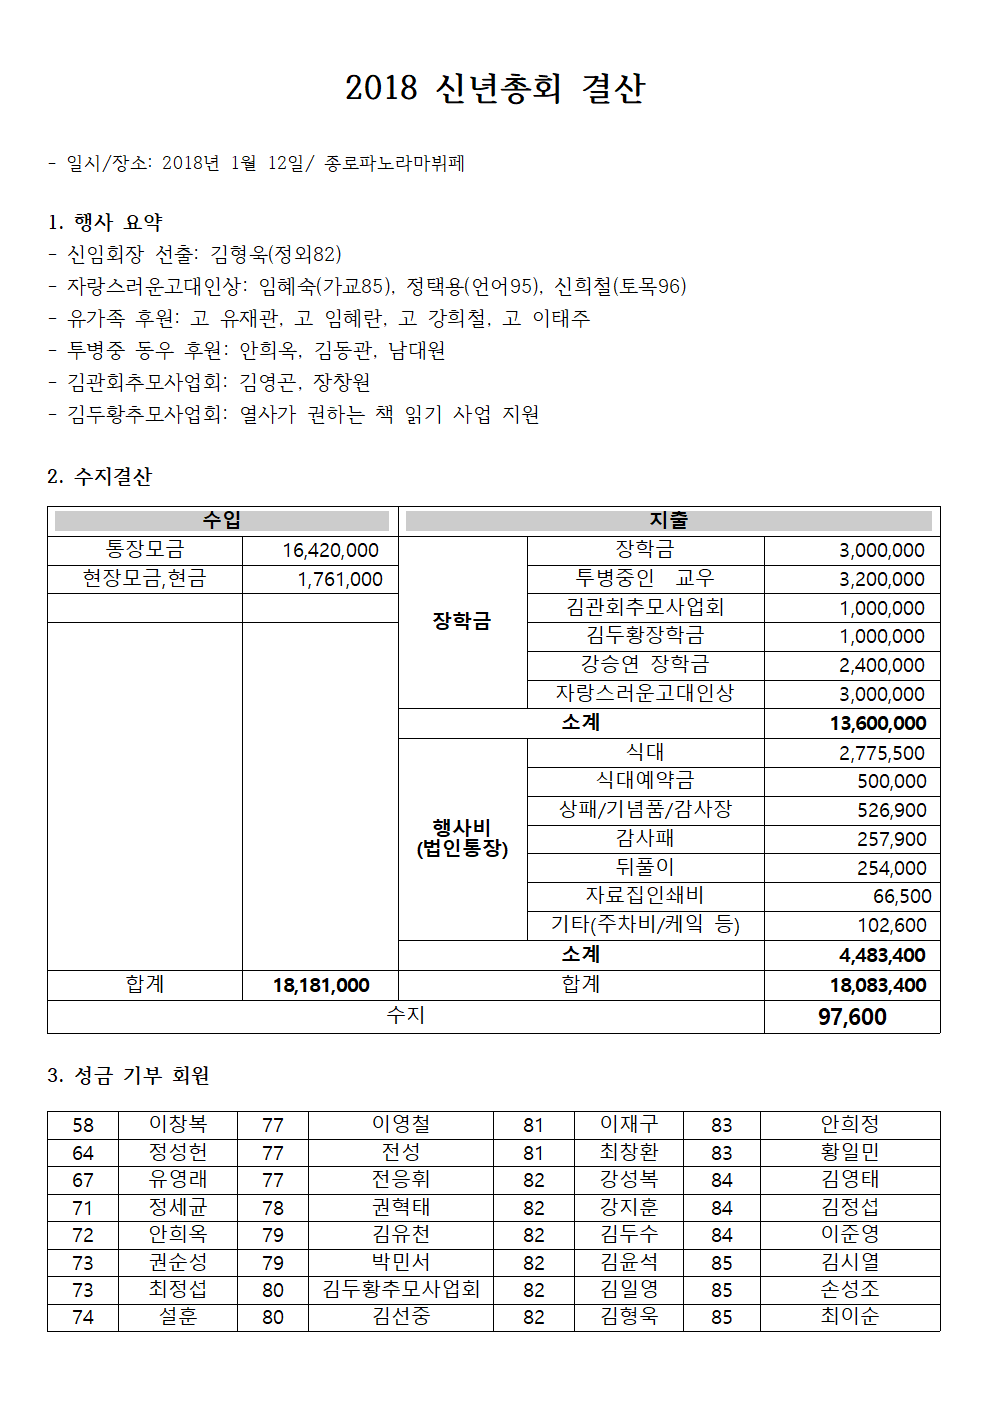 2018 신년총회 결산
- 일시/장소: 2018년 1월 12일/ 종로파노라마뷔페
1. 행사 요약
- 신임회장 선출: 김형욱(정외82)
- 자랑스러운고대인상: 임혜숙(가교85), 정택용(언어95), 신희철(토목96)
- 유가족 후원: 고 유재관, 고 임혜란, 고 강희철, 고 이태주
- 투병중 동우 후원: 안희옥, 김동관, 남대원
- 김관회추모사업회: 김영곤, 장창원
- 김두황추모사업회: 열사가 권하는 책 읽기 사업 지원
2. 수지결산
수입 지출
통장모금 16,420,000 장학금 3,000,000
현장모금,현금 1,761,000 투병중인 교우 3,200,000
김관회추모사업회 1,000,000
장학금
김두황장학금 1,000,000
강승연 장학금 2,400,000
자랑스러운고대인상 3,000,000
소계 13,600,000
식대 2,775,500
식대예약금 500,000
상패/기념품/감사장 526,900
행사비
(법인통장)
감사패 257,900
뒤풀이 254,000
자료집인쇄비 66,500
기타(주차비/케잌 등) 102,600
소계 4,483,400
합계 18,181,000 합계 18,083,400
수지 97,600
3. 성금 기부 회원
58 이창복 77 이영철 81 이재구 83 안희정
64 정성헌 77 전성 81 최창환 83 황일민
67 유영래 77 전응휘 82 강성복 84 김영태
71 정세균 78 권혁태 82 강지훈 84 김정섭
72 안희옥 79 김유천 82 김두수 84 이준영
73 권순성 79 박민서 82 김윤석 85 김시열
73 최정섭 80 김두황추모사업회 82 김일영 85 손성조
74 설훈 80 김선중 82 김형욱 85 최이순